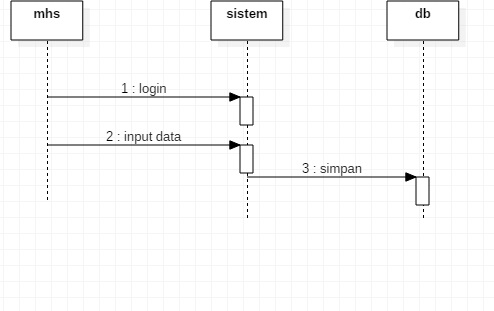 mhs
sistem
db
1 : login
2 : input data
3 : simpan